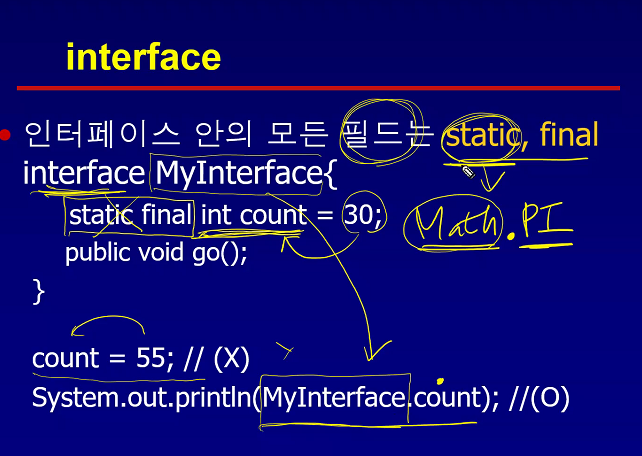 interface
인터페이스 안의 모든 필드는 static, final
interface MyInterface{
static final int count = 30;
Math.PI
public void go();
}
count = 55; // (X)
System.out.println(MyInterface.count); //(O)